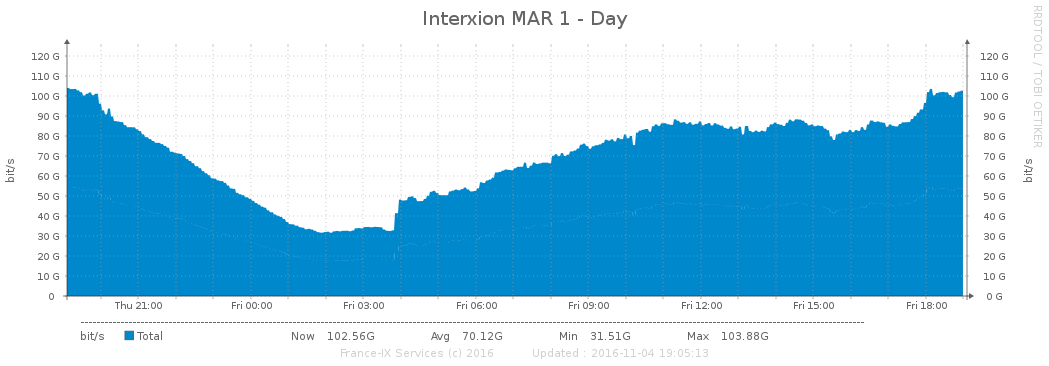 Interxion MAR 1 - Day
RRDTOOL / TOBI OETIKER
120 G 120 G
110 G 110 G
100 G 100 G
90 G 90 G
80 G 80 G
70 G 70 G
60 G 60 G
50 G 50 G
40 G 40 G
30 G 30 G
20 G 20 G
10 G 10 G
0 0 G
bit/s
bit/s
Thu 21:00 Fri 00:00 Fri 03:00 Fri 06:00 Fri 09:00 Fri 12:00 Fri 15:00 Fri 18:00
bit/s Total Now 102.56G Avg 70.12G Min 31.51G Max 103.88G
France-IX Services (c) 2016 Updated : 2016-11-04 19:05:13